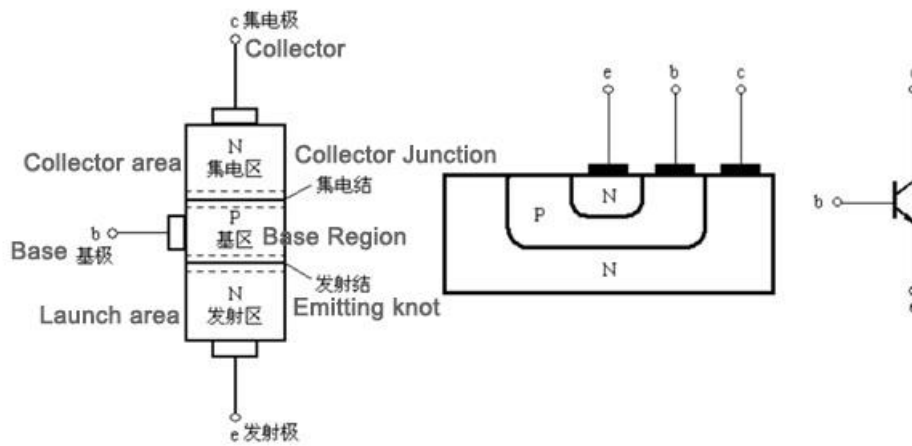 c 集电极
Collector
N
集电区
Collector area
Collector Junction
集电结
b
Base 基极
P
基区
Base Region
发射结
Emitting knot
N
发射区
Launch area
e 发射极
e
b
c
N
P
N
b